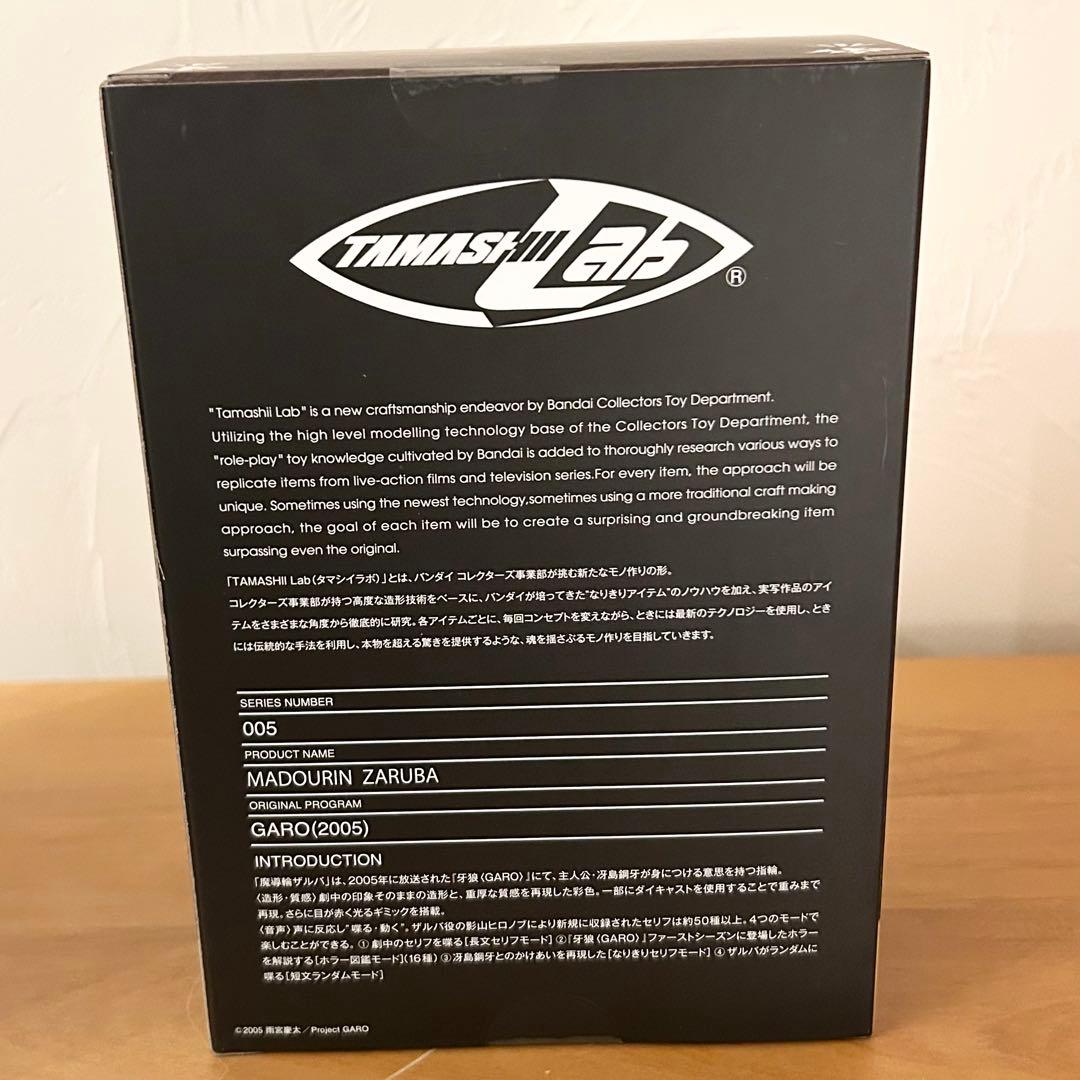 TAMASHII Lab ®
"Tamashii Lab" is a new craftsmanship endeavor by Bandai Collectors Toy Department.
Utilizing the high level modelling technology base of the Collectors Toy Department, the
"role-play" toy knowledge cultivated by Bandai is added to thoroughly research various ways to
replicate items from live-action films and television series.For every item, the approach will be
unique. Sometimes using the newest technology,sometimes using a more traditional craft making
approach, the goal of each item will be to create a surprising and groundbreaking item
surpassing even the original.
「TAMASHII Lab(タマシイラボ)」とは、バンダイ コレクターズ事業部が挑む新たなモノ作りの形。
コレクターズ事業部が持つ高度な造形技術をベースに、バンダイが培ってきた"なりきりアイテム"のノウハウを加え、実写作品のアイ
テムをさまざまな角度から徹底的に研究。各アイテムごとに、毎回コンセプトを変えながら、ときには最新のテクノロジーを使用し、とき
には伝統的な手法を利用し、本物を超える驚きを提供するような、魂を揺さぶるモノ作りを目指していきます。
SERIES NUMBER
005
PRODUCT NAME
MADOURIN ZARUBA
ORIGINAL PROGRAM
GARO(2005)
INTRODUCTION
「魔導輪ザルバ」は、2005年に放送された『牙狼〈GARO〉』にて、主人公・冴島鋼牙が身につける意思を持つ指輪。
〈造形・質感〉劇中の印象そのままの造形と、重厚な質感を再現した彩色。一部にダイキャストを使用することで重みまで
再現。さらに目が赤く光るギミックを搭載。
〈音声〉声に反応し"喋る・動く"。ザルバ役の影山ヒロノブにより新規に収録されたセリフは約50種以上。4つのモードで
楽しむことができる。①劇中のセリフを喋る[長文セリフモード] ②『牙狼〈GARO〉』ファーストシーズンに登場したホラー
を解説する[ホラー図鑑モード](16種) ③冴島鋼牙とのかけあいを再現した[なりきりセリフモード] ④ザルバがランダムに
喋る[短文ランダムモード]
©2005 雨宮慶太／Project GARO